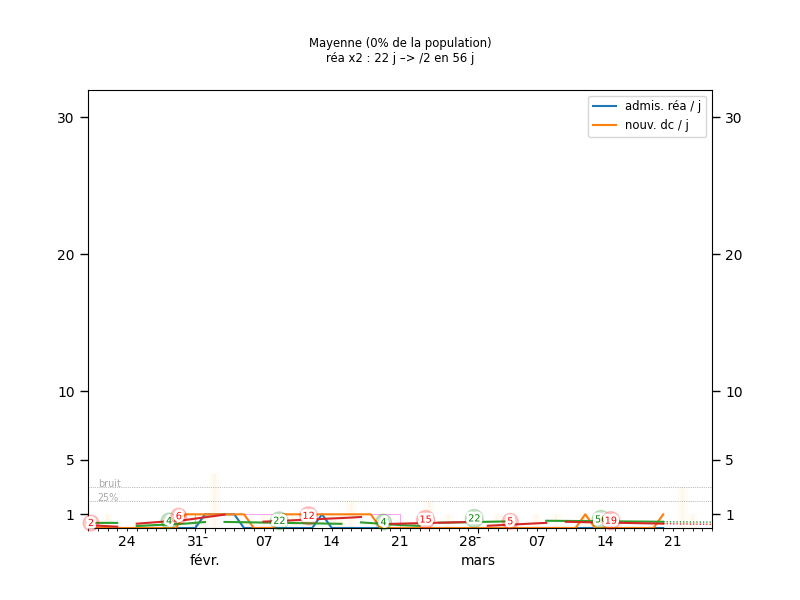 Mayenne (0% de la population)
réa x2 : 22 j –> /2 en 56 j
admis. réa / j
nouv. dc / j
30 30
20 20
10 10
5 5
bruit
25%
1 1
2 4 6 22 12 4 15 22 5 19
24 31 07 14 21 28 07 14 21
févr. mars